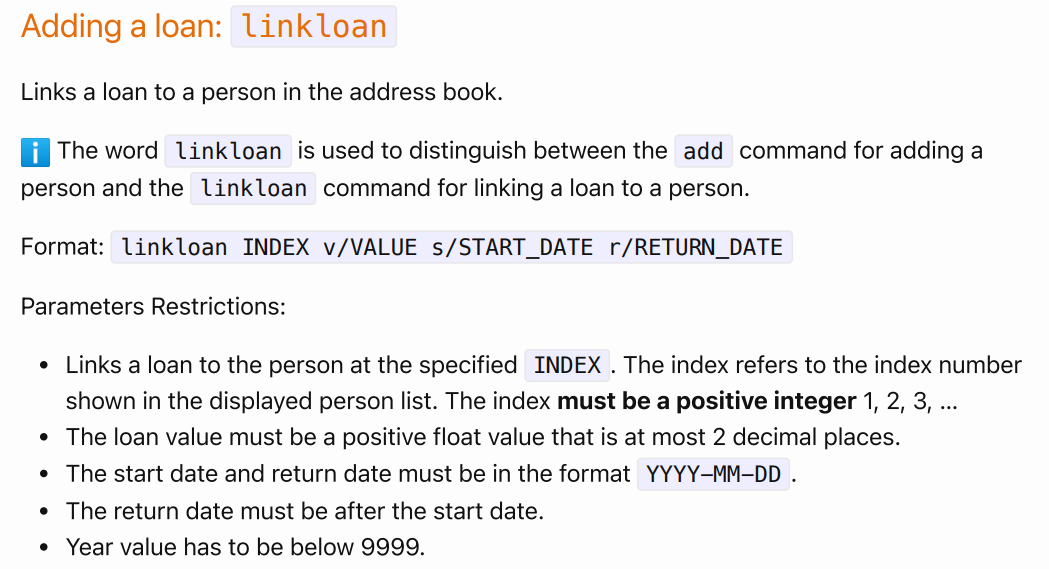 Adding a loan: linkloan
Links a loan to a person in the address book.
ℹ️ The word linkloan is used to distinguish between the add command for adding a
person and the linkloan command for linking a loan to a person.
Format: linkloan INDEX v/VALUE s/START_DATE r/RETURN_DATE
Parameters Restrictions:
• Links a loan to the person at the specified INDEX. The index refers to the index number
shown in the displayed person list. The index must be a positive integer 1, 2, 3, …
• The loan value must be a positive float value that is at most 2 decimal places.
• The start date and return date must be in the format YYYY-MM-DD.
• The return date must be after the start date.
• Year value has to be below 9999.